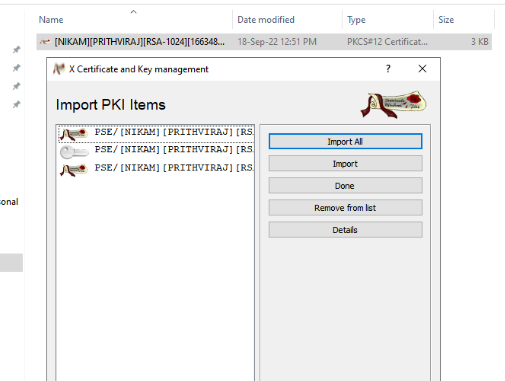 Name Date modified Type Size
[NIKAM][PRITHVIRAJ][RSA-1024][166348... 18-Sep-22 12:51 PM PKCS#12 Certificat... 3 KB
X Certificate and Key management ?
Import PKI Items
PSE/[NIKAM][PRITHVIRAJ][RS
PSE/[NIKAM][PRITHVIRAJ][RS
PSE/[NIKAM][PRITHVIRAJ][RS
Import All
Import
Done
Remove from list
Details
sonal